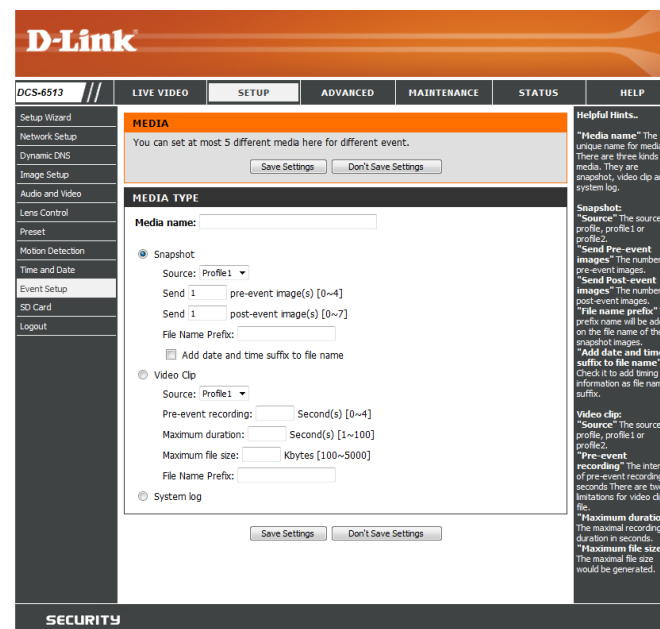 D-Link
DCS-6513
LIVE VIDEO
SETUP
ADVANCED
MAINTENANCE
STATUS
HELP
Setup Wizard
Network Setup
Dynamic DNS
Image Setup
Audio and Video
Lens Control
Preset
Motion Detection
Time and Date
Event Setup
SD Card
Logout
MEDIA
You can set at most 5 different media here for different event.
Save Settings
Don't Save Settings
MEDIA TYPE
Media name:
Snapshot
Source: Profile1
Send 1 pre-event image(s) [0~4]
Send 1 post-event image(s) [0~7]
File Name Prefix:
Add date and time suffix to file name
Video Clip
Source: Profile1
Pre-event recording: Second(s) [0~4]
Maximum duration: Second(s) [1~100]
Maximum file size: Kbytes [100~5000]
File Name Prefix:
System log
Save Settings
Don't Save Settings
Helpful Hints..
"Media name" The
unique name for media
There are three kinds
media. They are
snapshot, video clip
system log.
Snapshot:
"Source" The source
profile, profile1 or
profile2.
"Send Pre-event
images" The number
pre-event images.
"Send Post-event
images" The number
post-event images.
"File name prefix"
prefix name will be
on the file name of the
snapshot images.
"Add date and time
suffix to file name"
Check it to add timing
information as file
suffix.
Video clip:
"Source" The source
profile, profile1 or
profile2.
"Pre-event
recording" The
of pre-event recording
seconds There are
limitations for video
file.
"Maximum
The maximal recording
duration in seconds.
"Maximum file size
The maximal file size
would be generated.
SECURITY